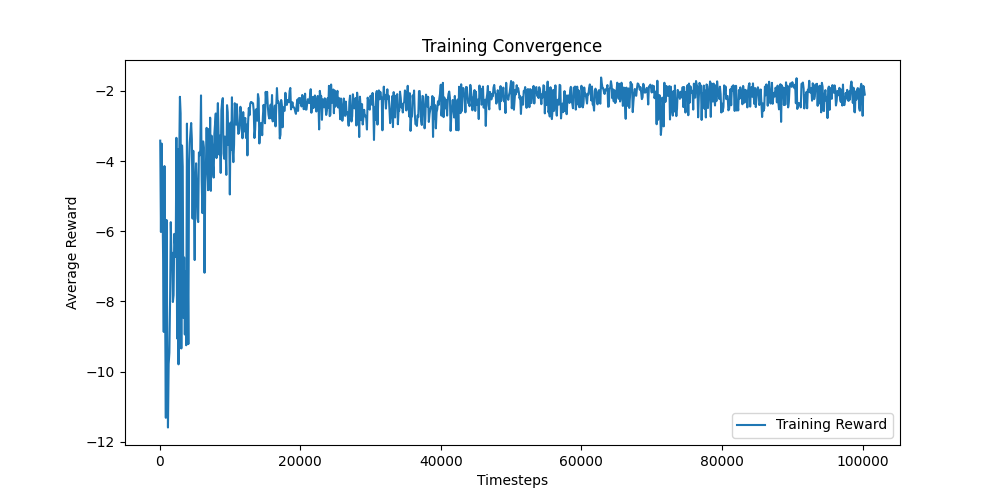 Training Convergence
Average Reward
−2
−4
−6
−8
−10
−12
Training Reward
0 20000 40000 60000 80000 100000
Timesteps